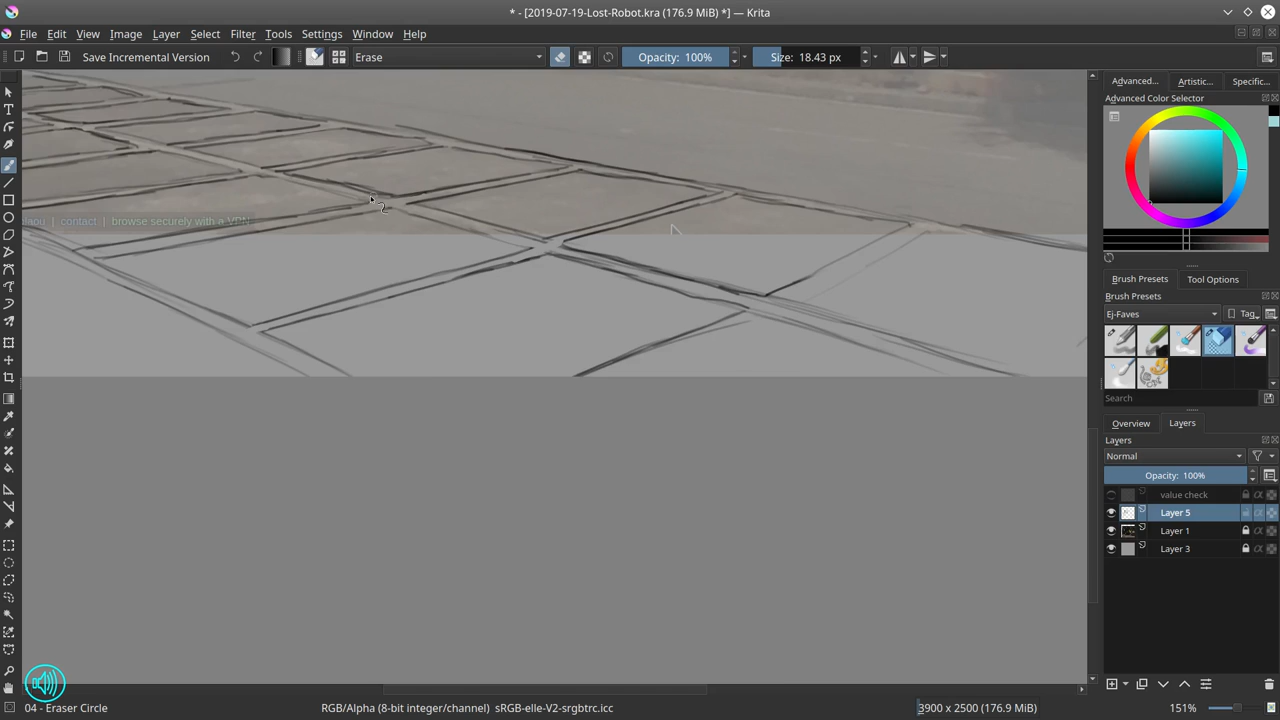 * - [2019-07-19-Lost-Robot.kra (176.9 MiB) *] — Krita
File Edit View Image Layer Select Filter Tools Settings Window Help
Save Incremental Version Erase Opacity: 100% Size: 18.43 px
Advanced... Artistic... Specific...
Advanced Color Selector
| contact | browse securely with a VPN
Brush Presets Tool Options
Brush Presets
Ej-Faves Tag
Search
Overview Layers
Layers
Normal
Opacity: 100%
value check
Layer 5
Layer 1
Layer 3
04 - Eraser Circle RGB/Alpha (8-bit integer/channel) sRGB-elle-V2-srgbtrc.icc 3900 x 2500 (176.9 MiB) 151%